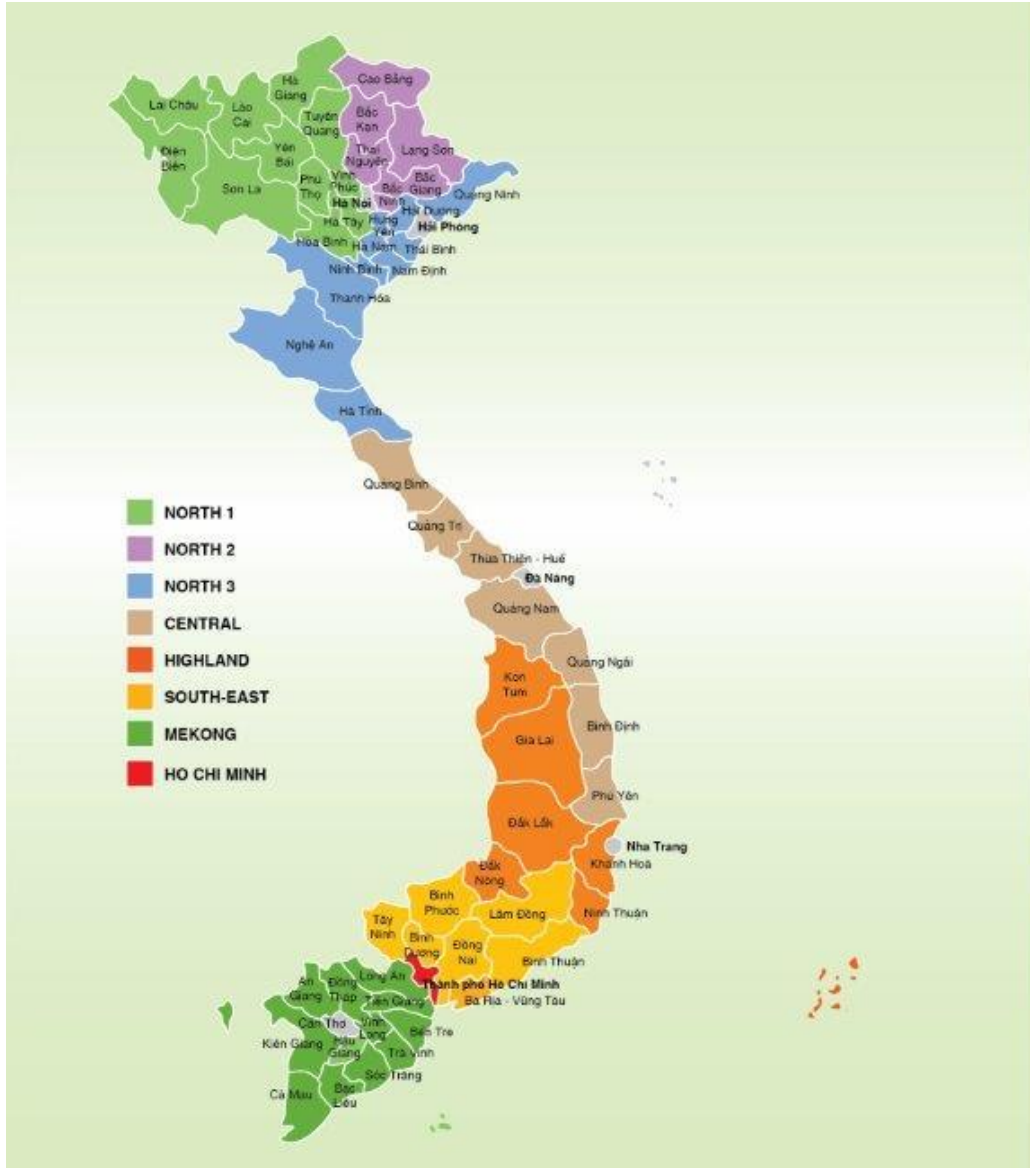 Cao Bằng
Hà
Giang
Lai Châu
Lào
Cai
Tuyên
Quang
Bắc
Kạn
Điện
Biên
Yên
Bái
Thái
Nguyên
Lạng Sơn
Sơn La
Phú
Thọ
Vĩnh
Phúc
Bắc
Giang
Bắc
Ninh
Quảng Ninh
Hà Nội
Hải Dương
Hà Tây
Hưng
Yên
Hải Phòng
Hòa Bình
Hà Nam
Thái Bình
Ninh Bình
Nam Định
Thanh Hóa
Nghệ An
Hà Tĩnh
Quảng Bình
Quảng Trị
Thừa Thiên - Huế
Đà Nẵng
Quảng Nam
Quảng Ngãi
Kon
Tum
Bình Định
Gia Lai
Phú Yên
Đắk Lắk
Nha Trang
Khánh Hoà
Đắk
Nông
Bình
Phước
Lâm Đồng
Ninh Thuận
Tây
Ninh
Bình
Dương
Đồng
Nai
Bình Thuận
Thành phố Hồ Chí Minh
Bà Rịa - Vũng Tàu
Long An
An
Giang
Đồng
Tháp
Tiền Giang
Cần Thơ
Vĩnh
Long
Bến Tre
Kiên Giang
Hậu
Giang
Trà Vinh
Sóc Trăng
Cà Mau
Bạc
Liêu
NORTH 1
NORTH 2
NORTH 3
CENTRAL
HIGHLAND
SOUTH-EAST
MEKONG
HO CHI MINH